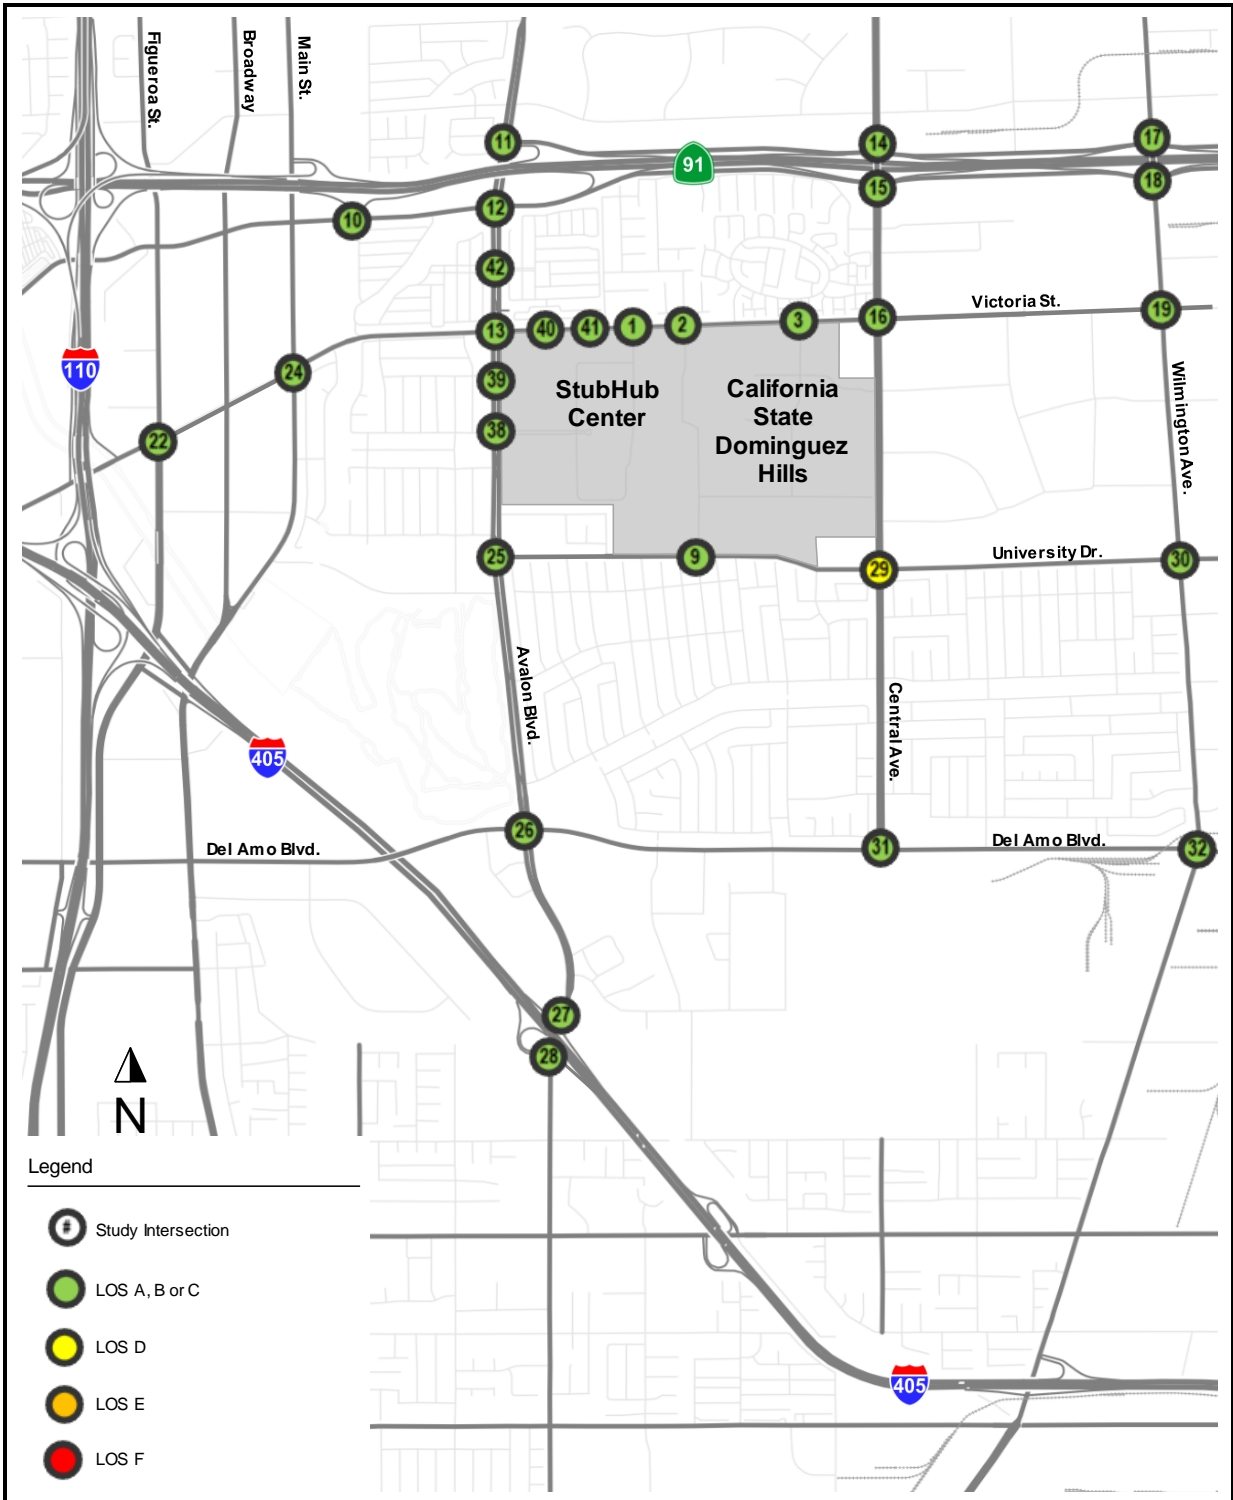 Figueroa St.
Broadway
Main St.
11
14
17
91
15
18
10
12
42
Victoria St.
13
40
41
1
2
3
16
19
110
24
39
StubHub
Center
California
State
Dominguez
Hills
Wilmington Ave.
22
38
25
9
29
University Dr.
30
Avalon Blvd.
Central Ave.
405
26
Del Amo Blvd.
31
Del Amo Blvd.
32
27
28
N
Legend
# Study Intersection
LOS A, B or C
LOS D
LOS E
LOS F
405